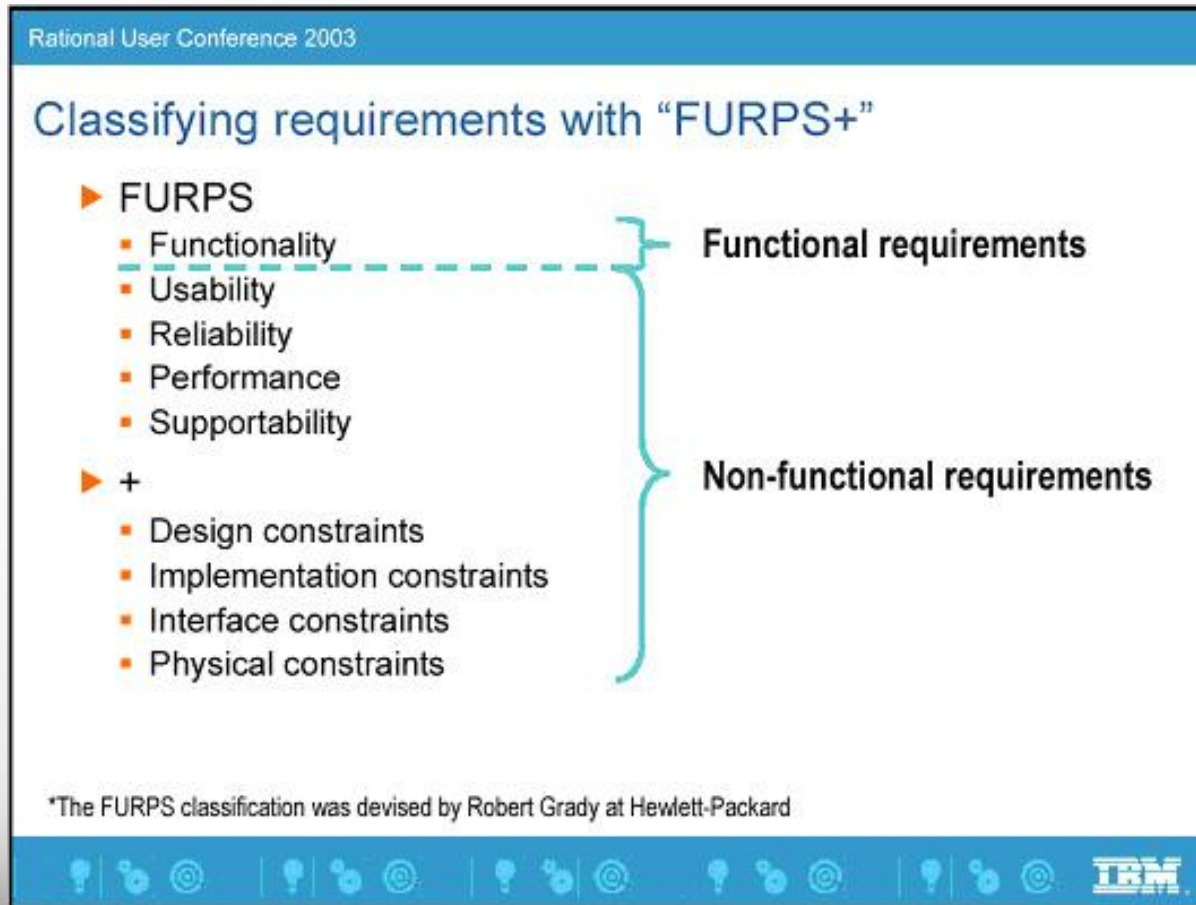 Rational User Conference 2003
Classifying requirements with “FURPS+”
FURPS
Functionality
Usability
Reliability
Performance
Supportability
+
Design constraints
Implementation constraints
Interface constraints
Physical constraints
Functional requirements
Non-functional requirements
*The FURPS classification was devised by Robert Grady at Hewlett-Packard
IBM